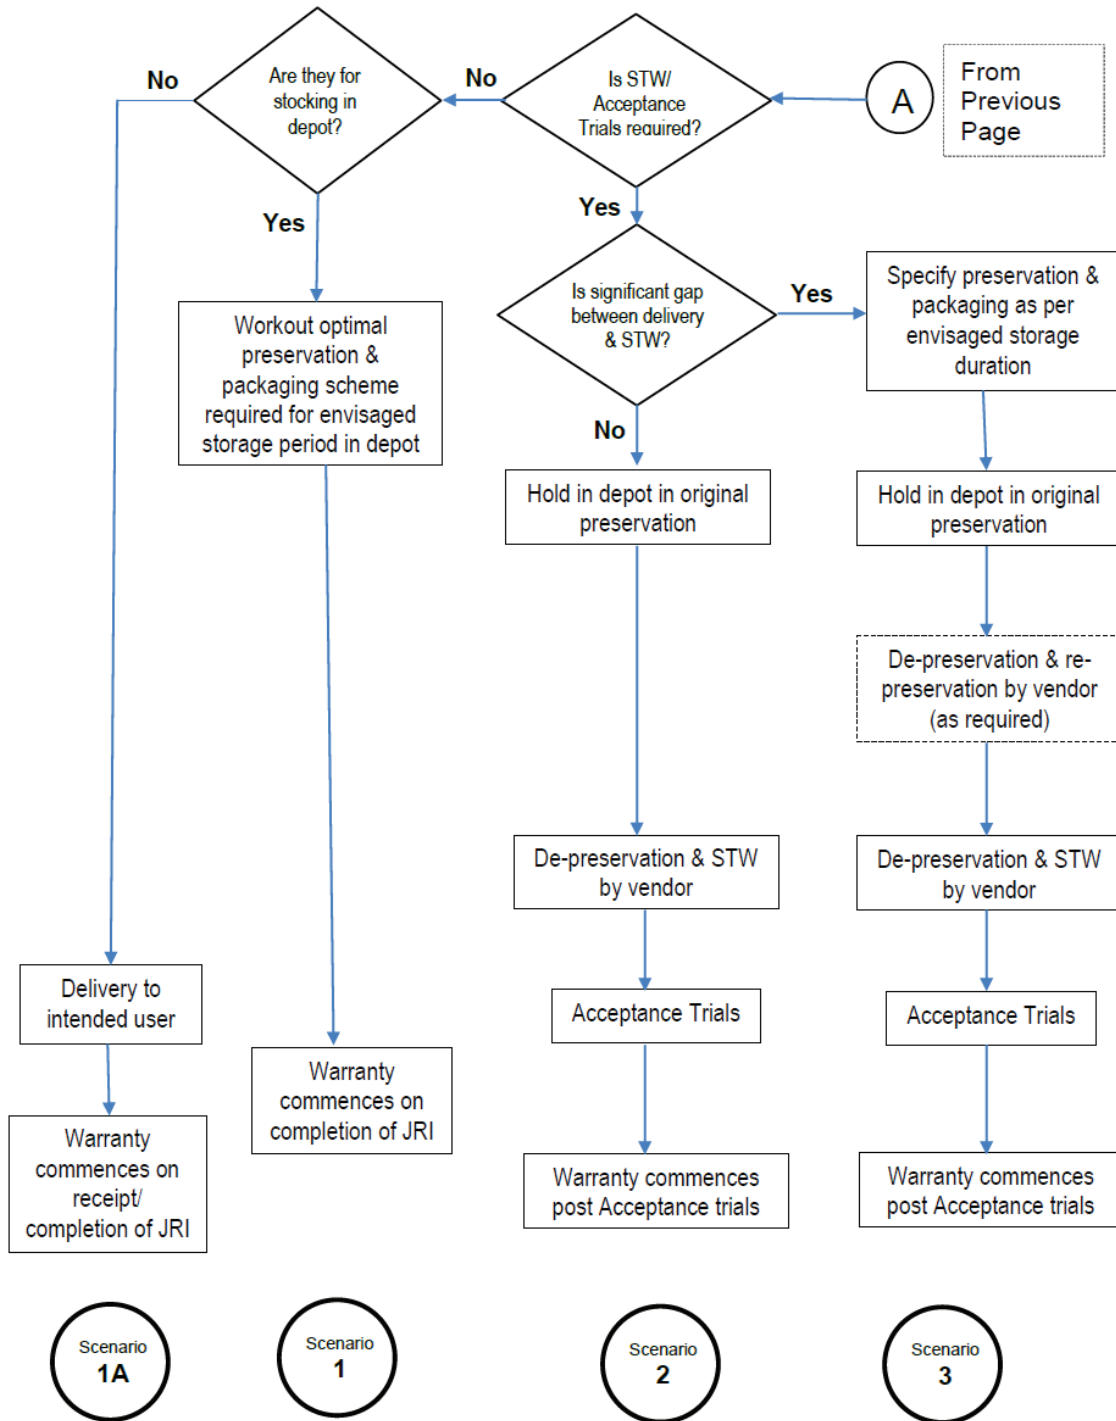 From
Previous
Page
A
Is STW/
Acceptance
Trials required?
No
Are they for
stocking in
depot?
No
Yes
Yes
Is significant gap
between delivery
& STW?
Yes
Specify preservation &
packaging as per
envisaged storage
duration
Workout optimal
preservation &
packaging scheme
required for envisaged
storage period in depot
No
Hold in depot in original
preservation
Hold in depot in original
preservation
De-preservation & re-
preservation by vendor
(as required)
De-preservation & STW
by vendor
De-preservation & STW
by vendor
Delivery to
intended user
Acceptance Trials
Acceptance Trials
Warranty
commences on
completion of JRI
Warranty
commences on
receipt/
completion of JRI
Warranty commences
post Acceptance trials
Warranty commences
post Acceptance trials
Scenario
1A
Scenario
1
Scenario
2
Scenario
3